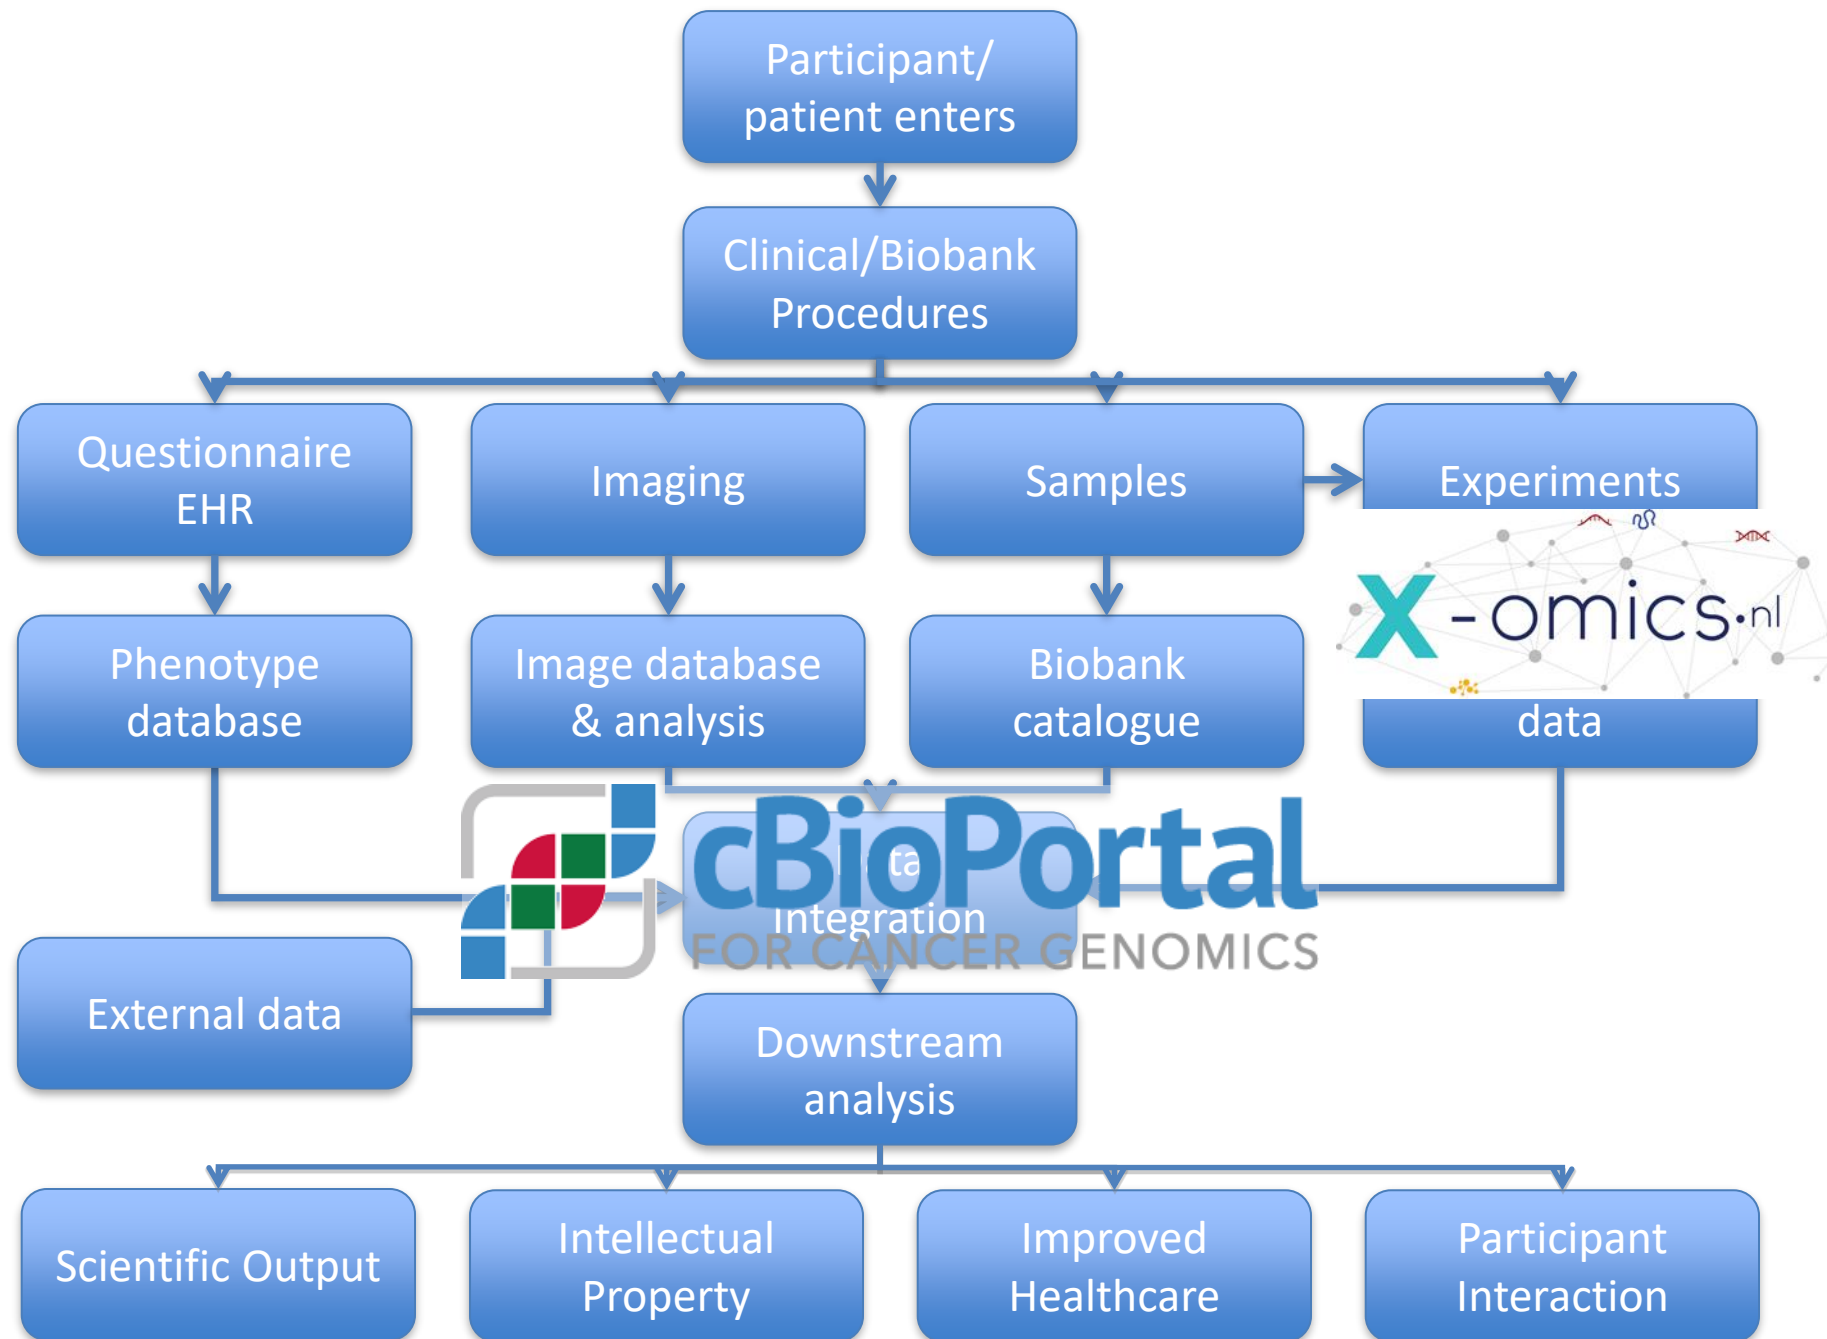 Participant/
patient enters
Clinical/Biobank
Procedures
Questionnaire
EHR
Imaging
Samples
Experiments
Phenotype
database
Image database
& analysis
Biobank
catalogue
X-omics.nl
data
cBioPortal
FOR CANCER GENOMICS
Data
Integration
External data
Downstream
analysis
Scientific Output
Intellectual
Property
Improved
Healthcare
Participant
Interaction